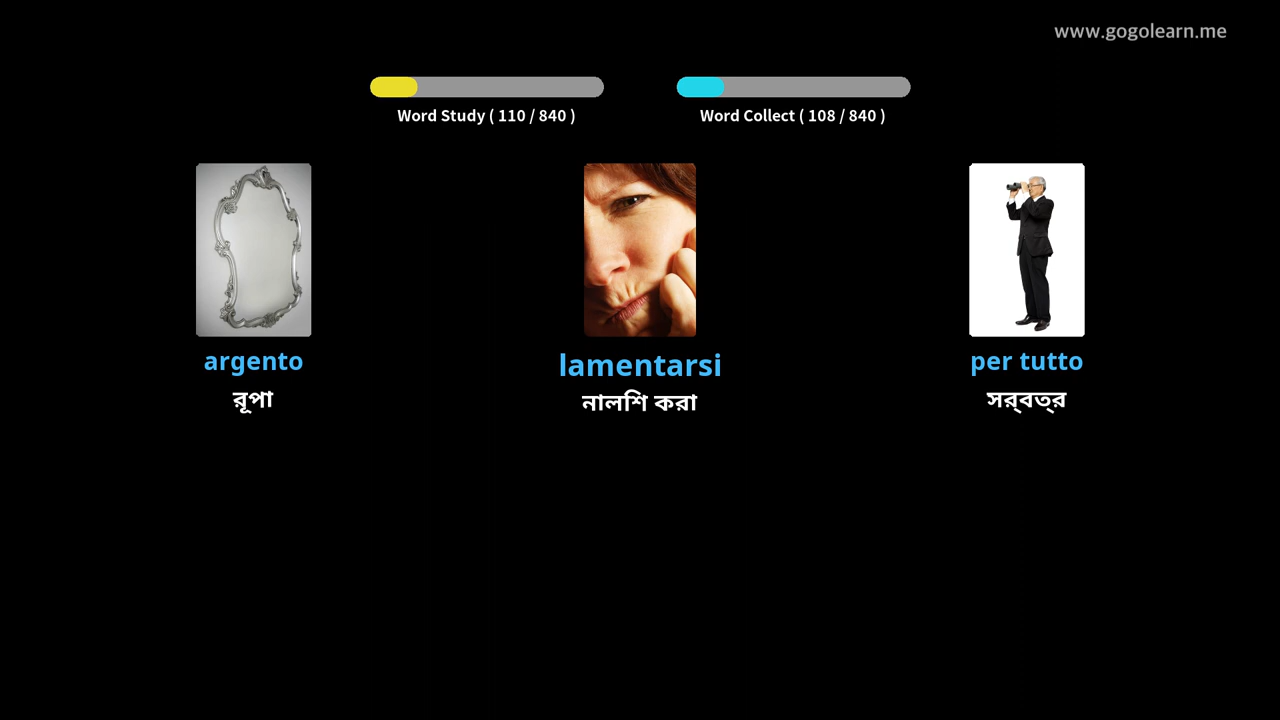 www.gogolearn.me
Word Study ( 110 / 840 )
Word Collect ( 108 / 840 )
argento
lamentarsi
per tutto
রূপা
নালিশ করা
সর্বত্র